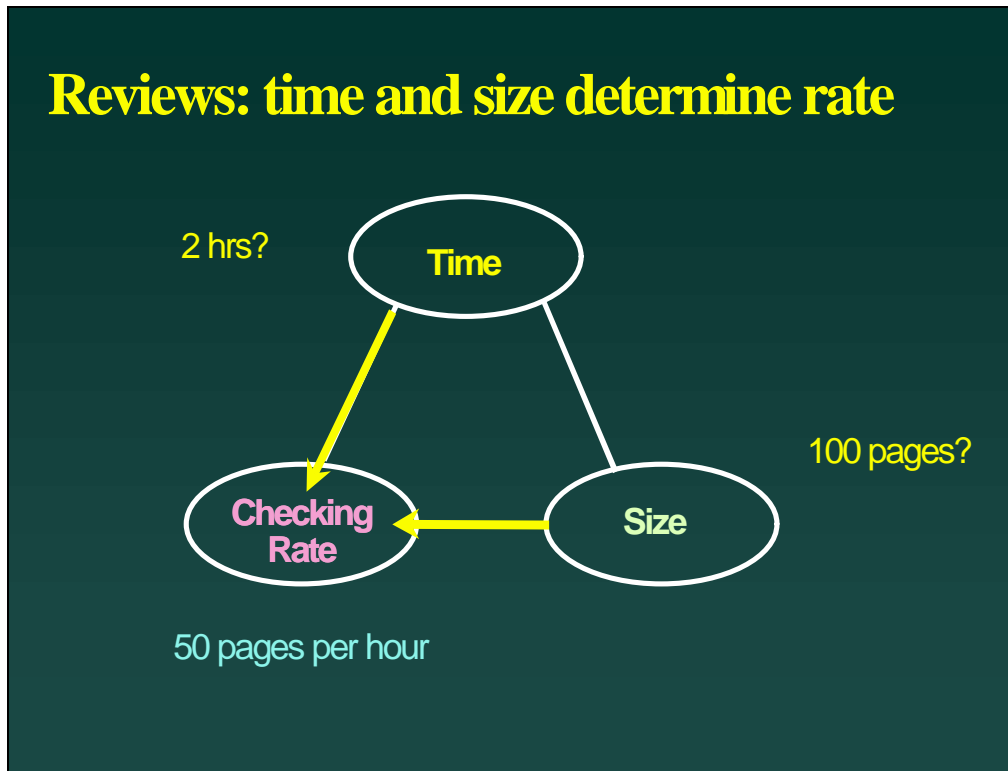 Reviews: time and size determine rate
2 hrs?
Time
100 pages?
Checking
Rate
Size
50 pages per hour